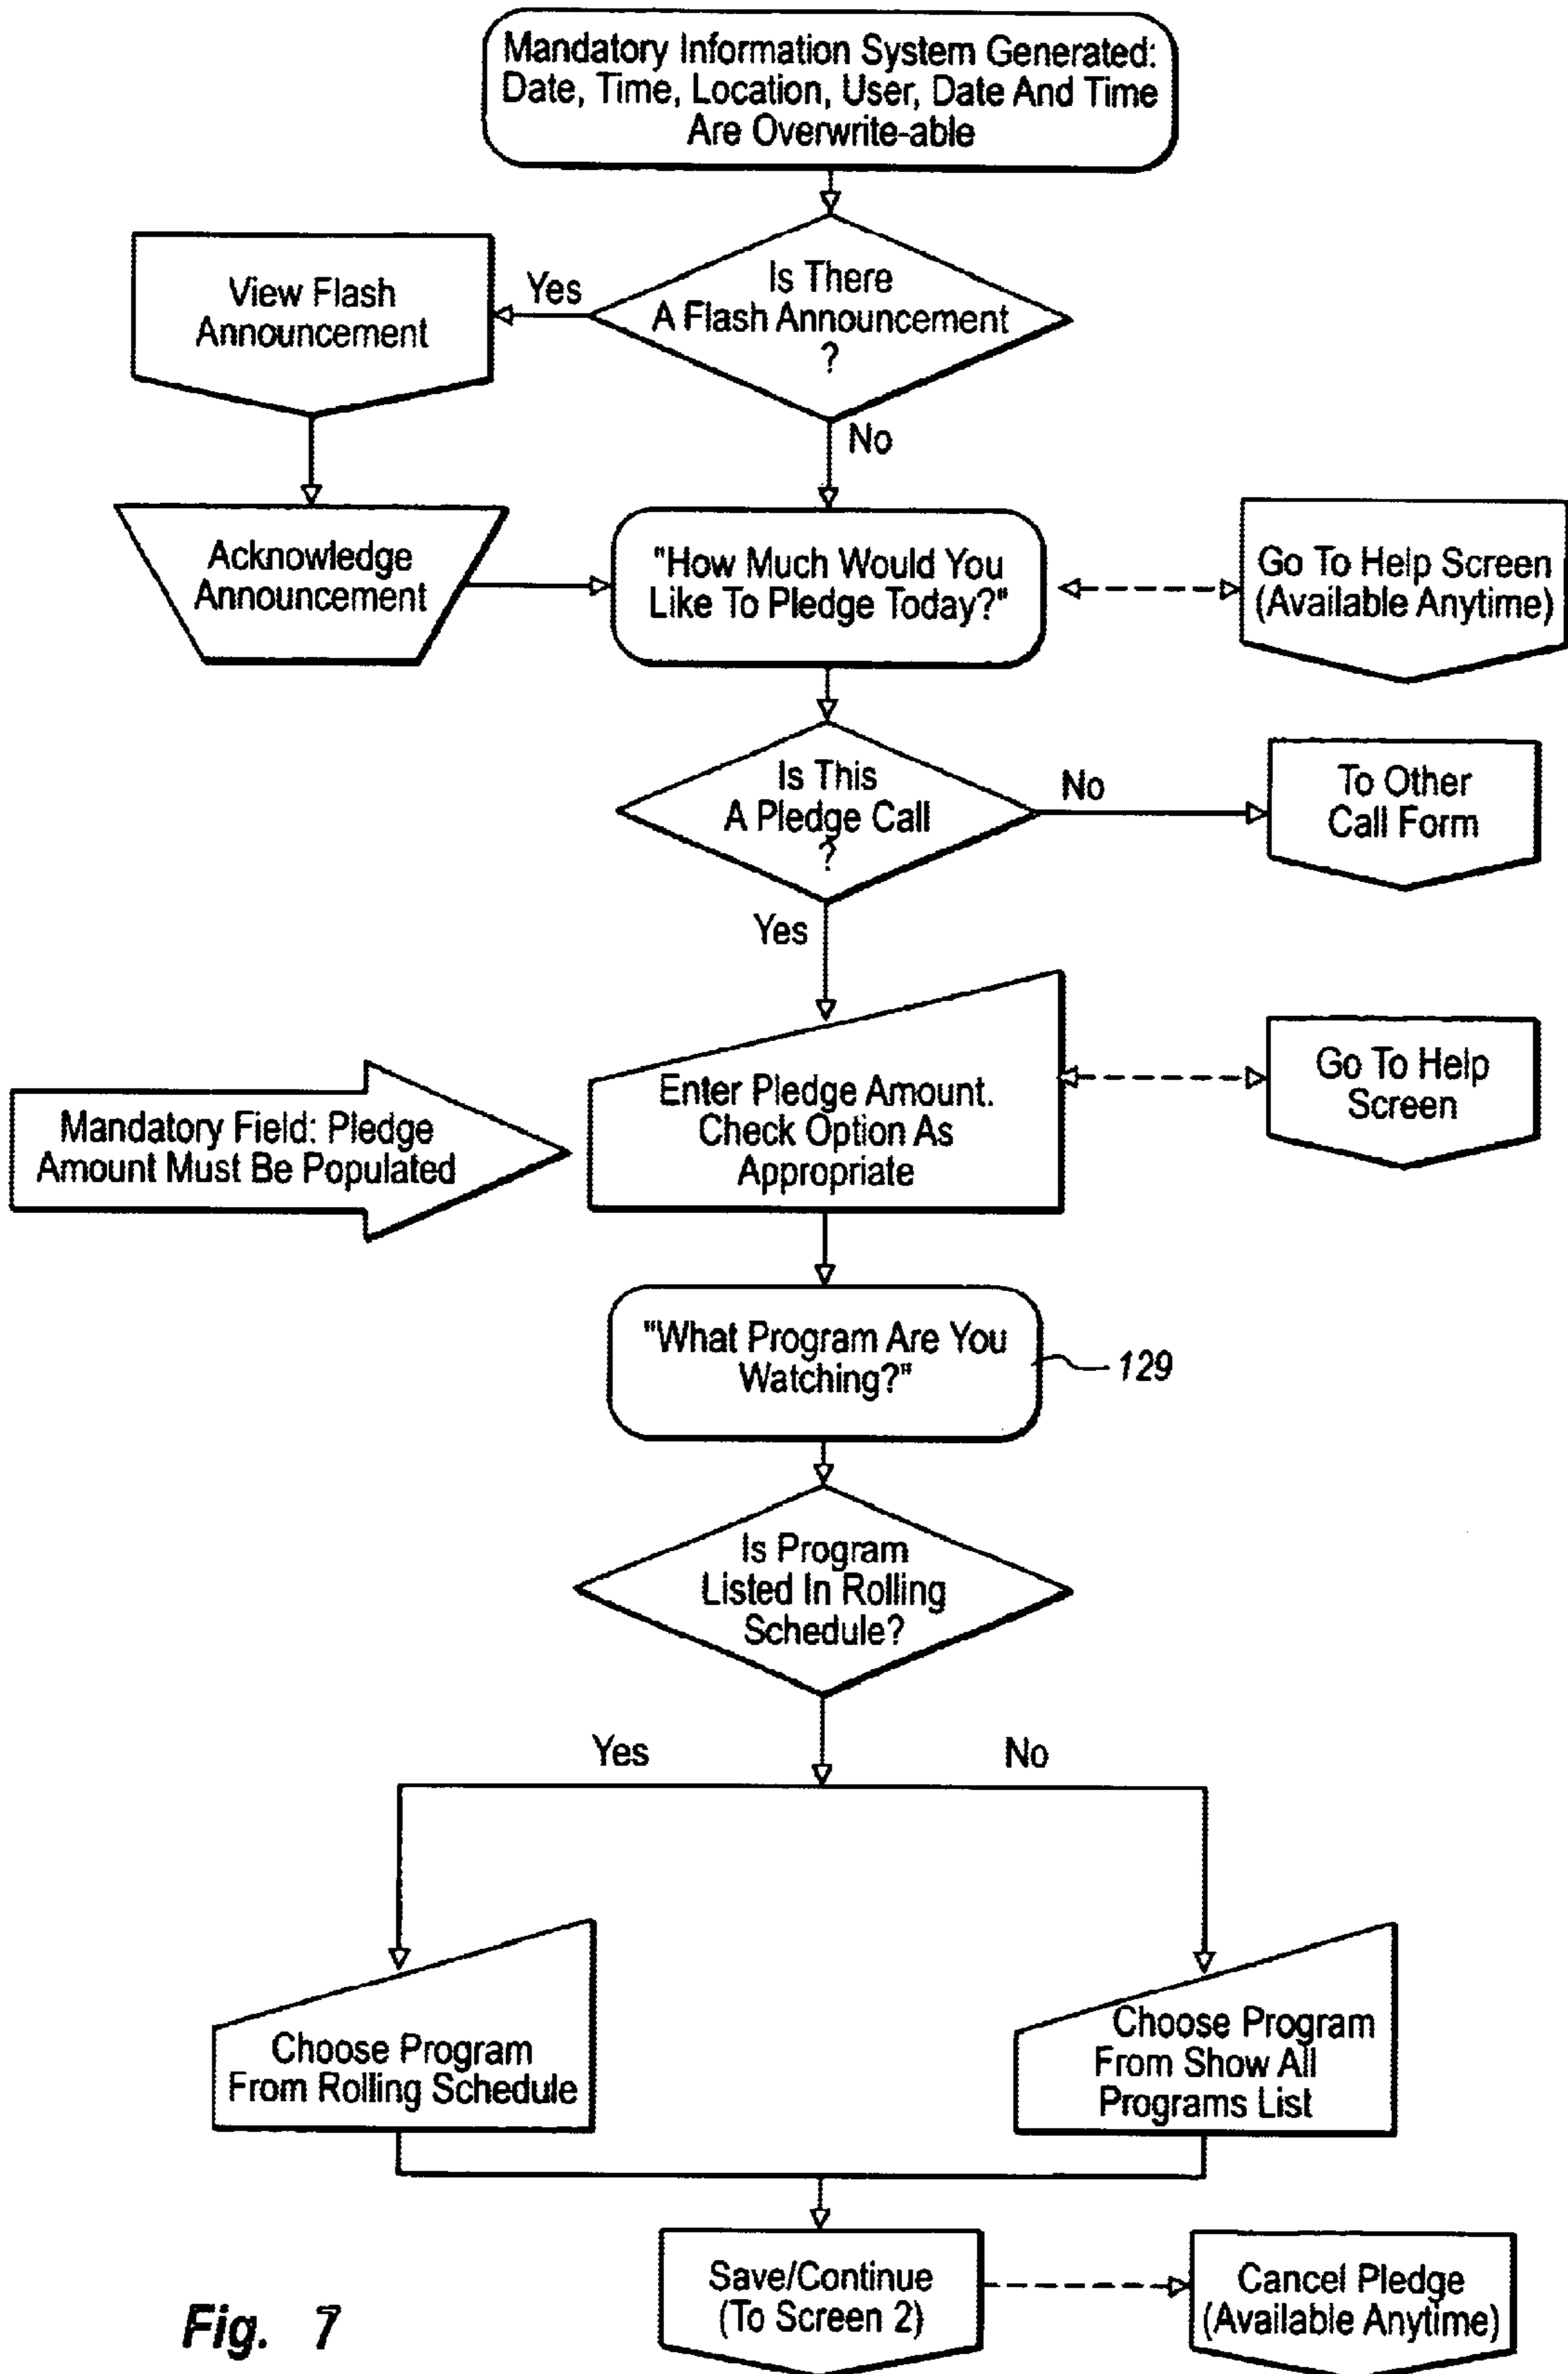 Mandatory Information System Generated:
Date, Time, Location, User, Date And Time
Are Overwrite-able
Is There
A Flash Announcement
?
Yes
View Flash
Announcement
No
Acknowledge
Announcement
"How Much Would You
Like To Pledge Today?"
Go To Help Screen
(Available Anytime)
Is This
A Pledge Call
?
No
To Other
Call Form
Yes
Mandatory Field: Pledge
Amount Must Be Populated
Enter Pledge Amount.
Check Option As
Appropriate
Go To Help
Screen
"What Program Are You
Watching?"
129
Is Program
Listed In Rolling
Schedule?
Yes
No
Choose Program
From Rolling Schedule
Choose Program
From Show All
Programs List
Save/Continue
(To Screen 2)
Cancel Pledge
(Available Anytime)
Fig. 7